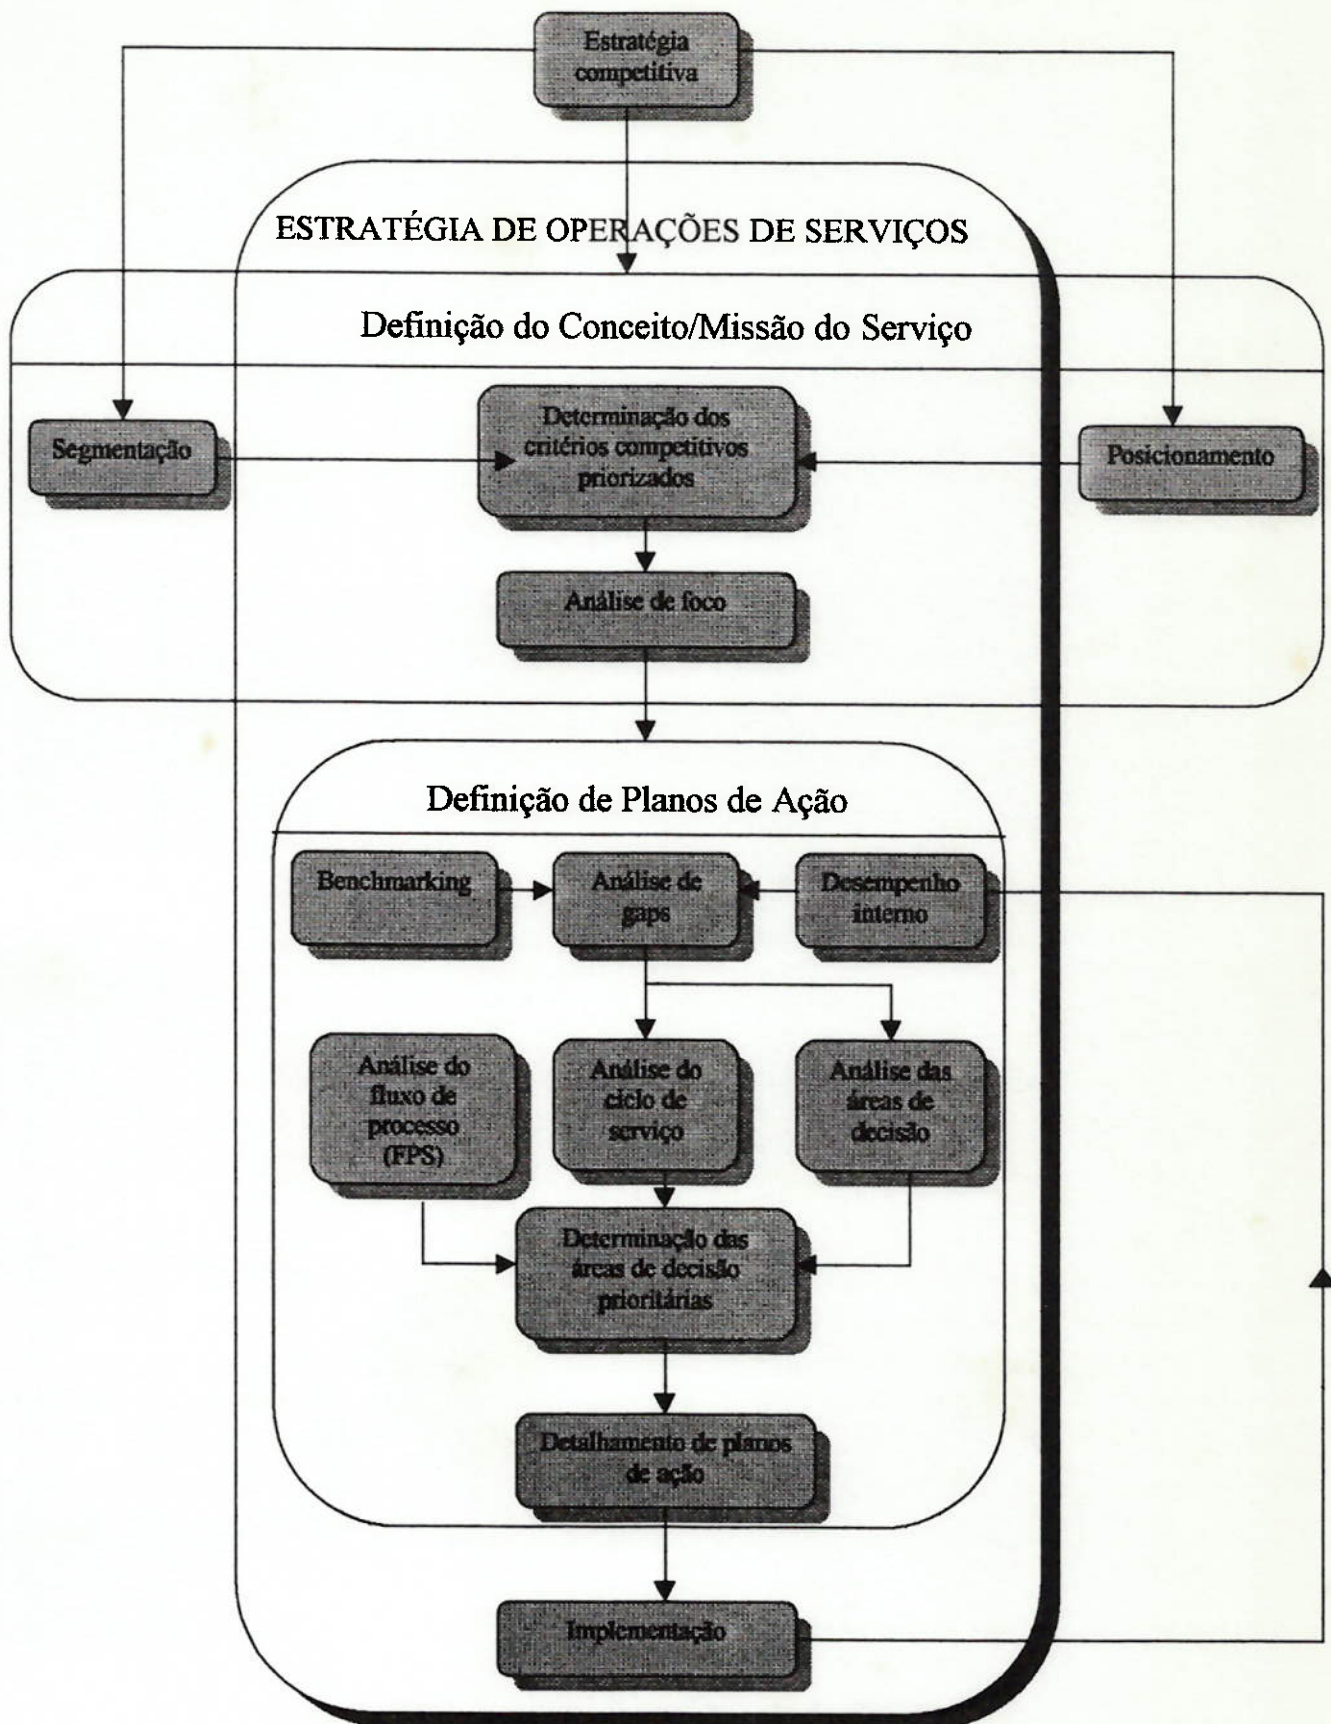 Estratégia
competitiva
ESTRATÉGIA DE OPERAÇÕES DE SERVIÇOS
Definição do Conceito/Missão do Serviço
Segmentação
Determinação dos
critérios competitivos
priorizados
Posicionamento
Análise de foco
Definição de Planos de Ação
Benchmarking
Análise de
gaps
Desempenho
interno
Análise do
fluxo de
processo
(FPS)
Análise do
ciclo de
serviço
Análise das
áreas de
decisão
Determinação das
áreas de decisão
prioritárias
Detalhamento de planos
de ação
Implementação